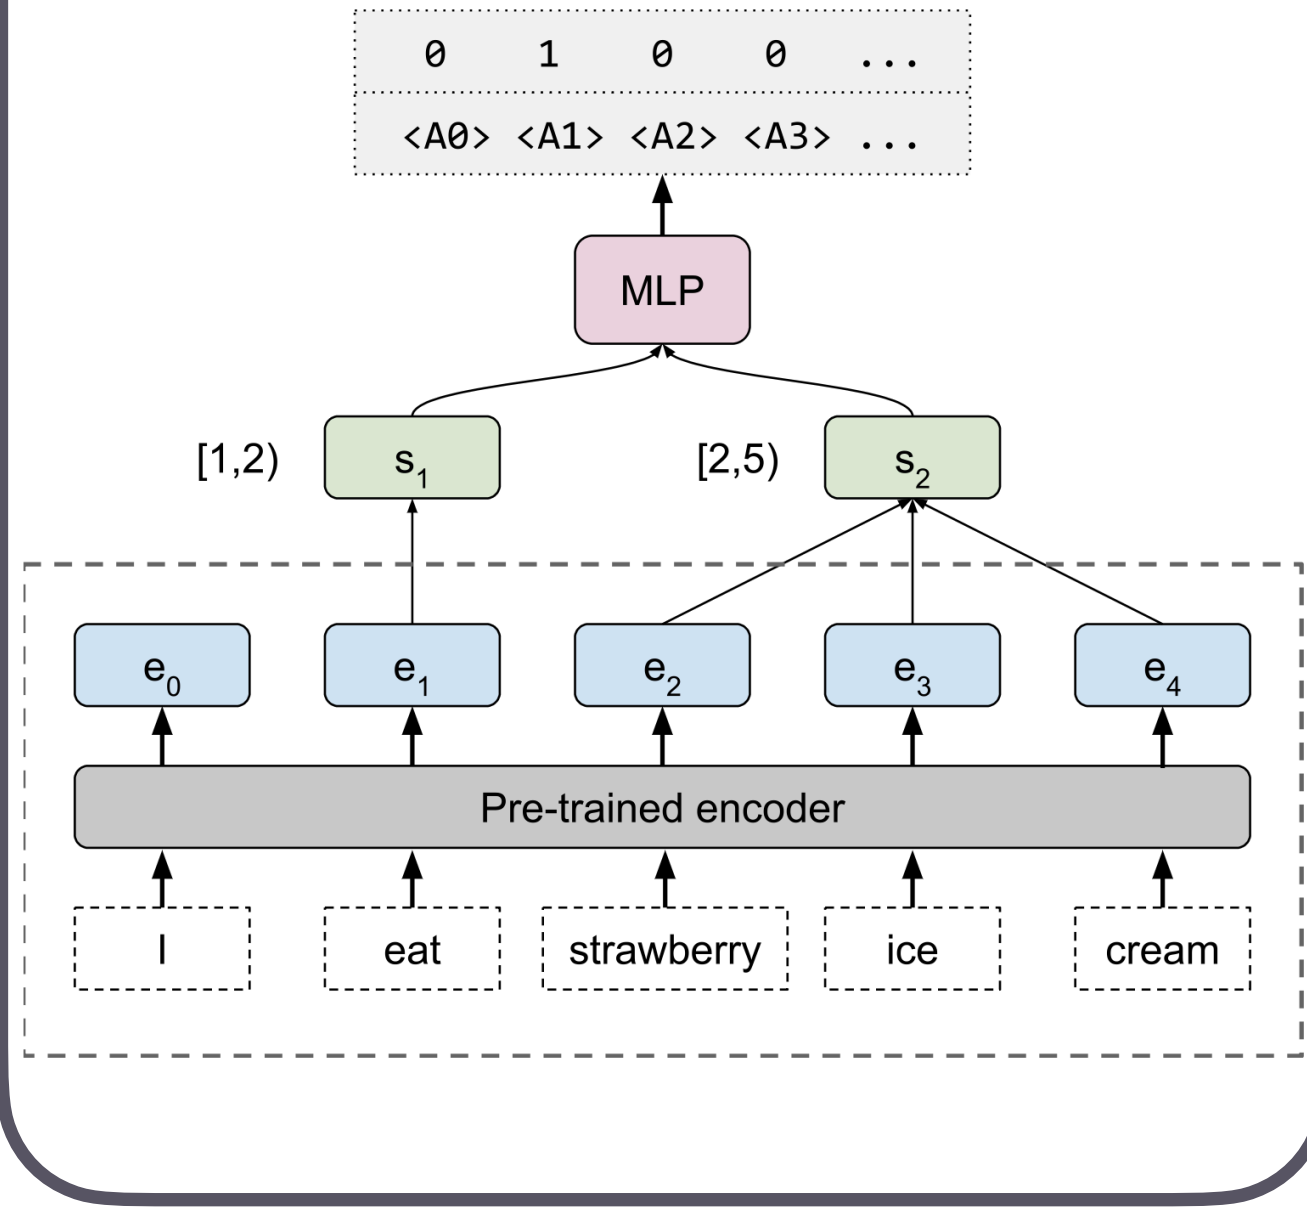 0 1 0 0 ...
<A0> <A1> <A2> <A3> ...
MLP
[1,2) s₁ [2,5) s₂
e₀ e₁ e₂ e₃ e₄
Pre-trained encoder
I eat strawberry ice cream